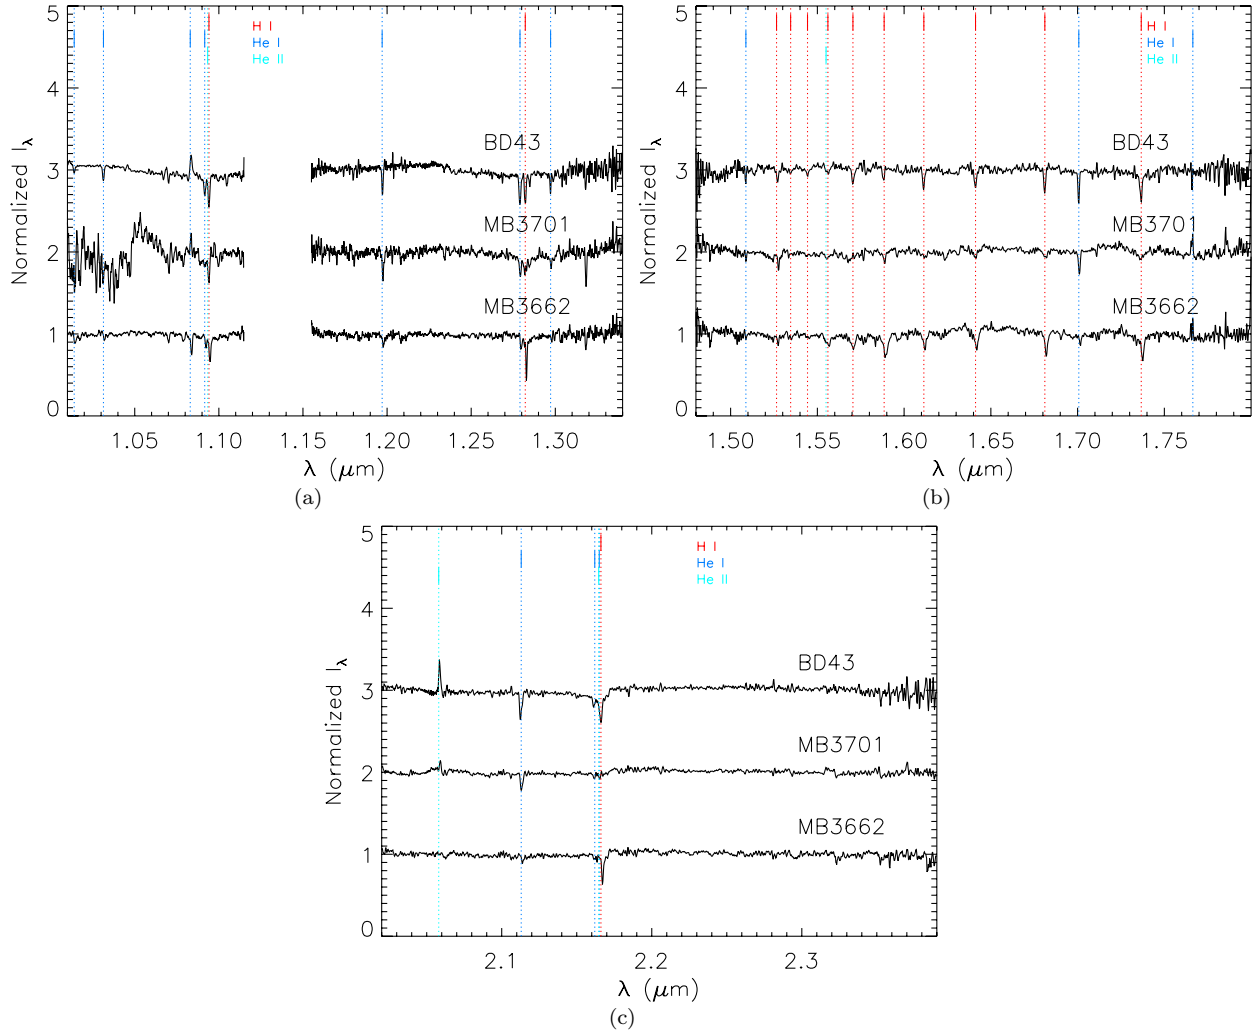 5
4
3
2
1
0
Normalized Iλ
H I
He I
He II
BD43
MB3701
MB3662
1.05 1.10 1.15 1.20 1.25 1.30
λ (μm)
(a)
5
4
3
2
1
0
Normalized Iλ
H I
He I
He II
BD43
MB3701
MB3662
1.50 1.55 1.60 1.65 1.70 1.75
λ (μm)
(b)
5
4
3
2
1
0
Normalized Iλ
H I
He I
He II
BD43
MB3701
MB3662
2.1 2.2 2.3
λ (μm)
(c)